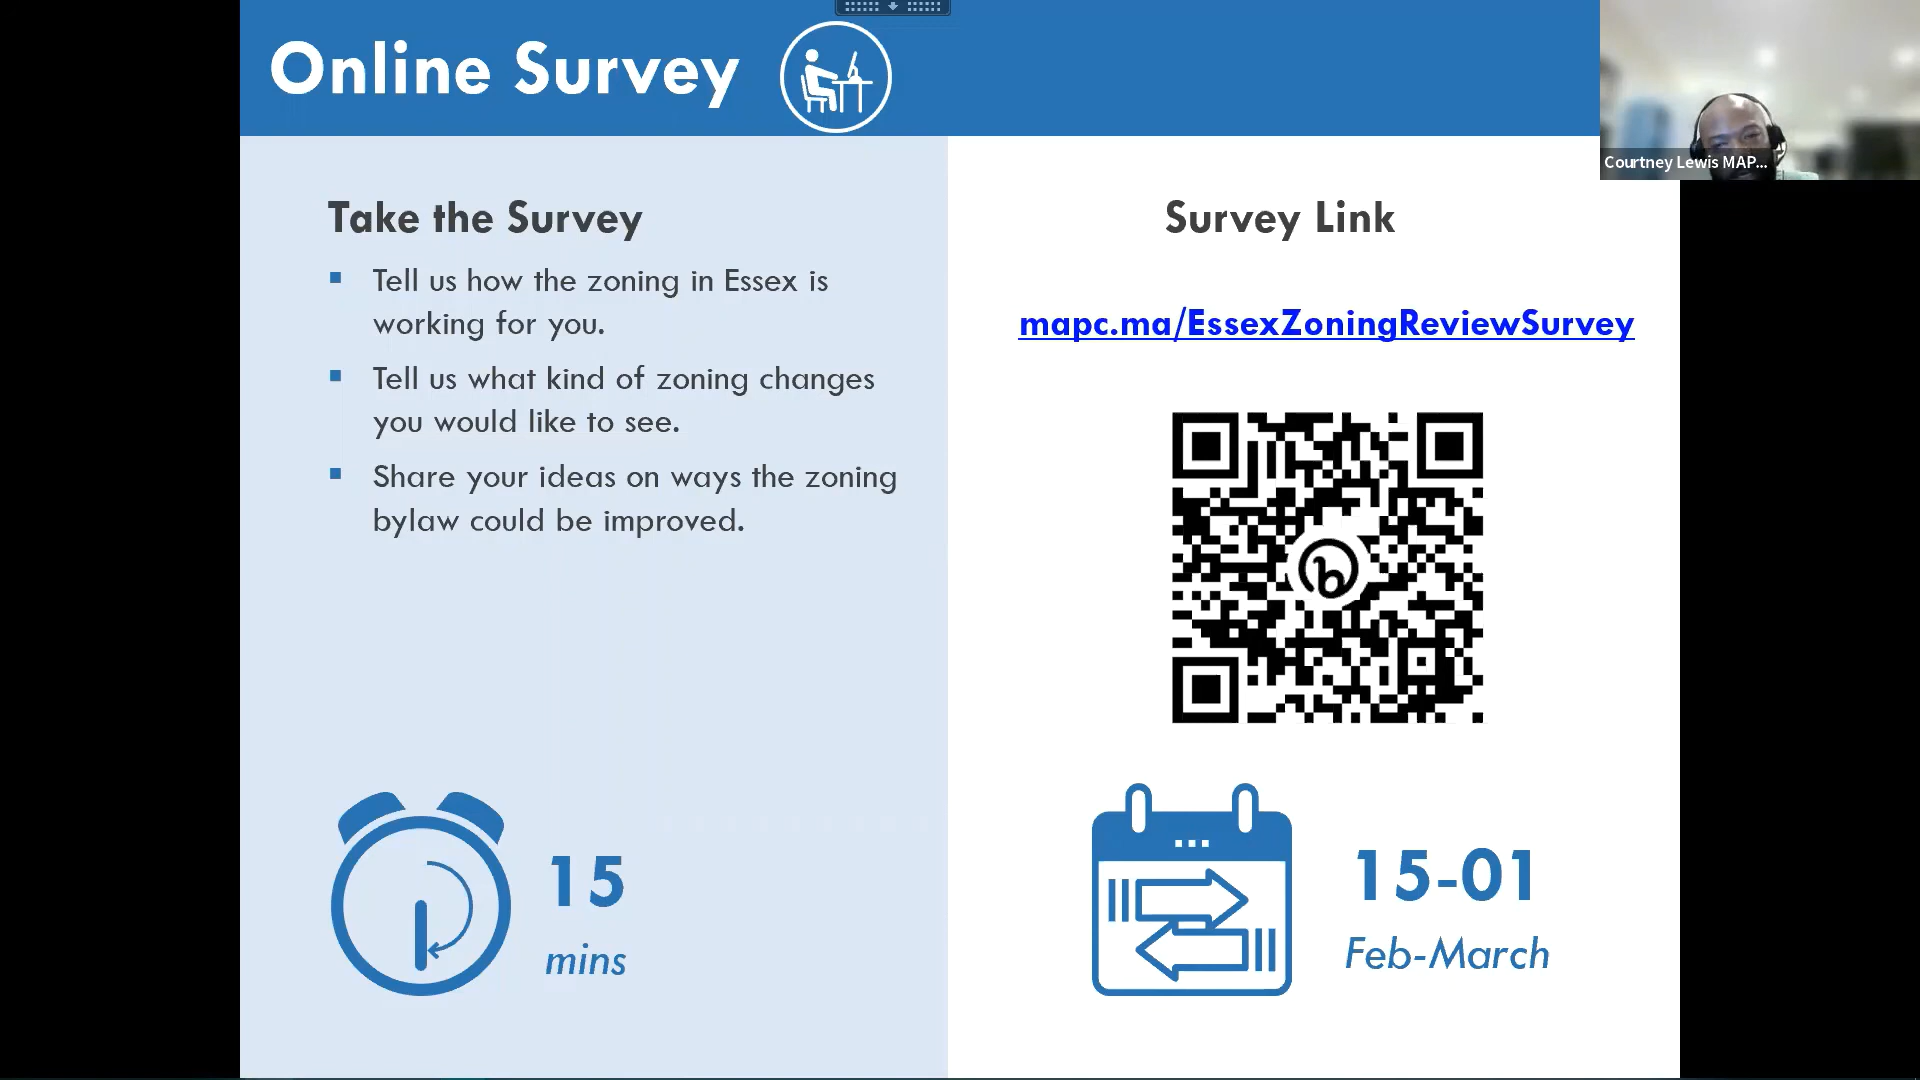 Online Survey
Courtney Lewis MAP...
Take the Survey
Tell us how the zoning in Essex is
working for you.
Tell us what kind of zoning changes
you would like to see.
Share your ideas on ways the zoning
bylaw could be improved.
15
mins
Survey Link
mapc.ma/EssexZoningReviewSurvey
b
15-01
Feb-March